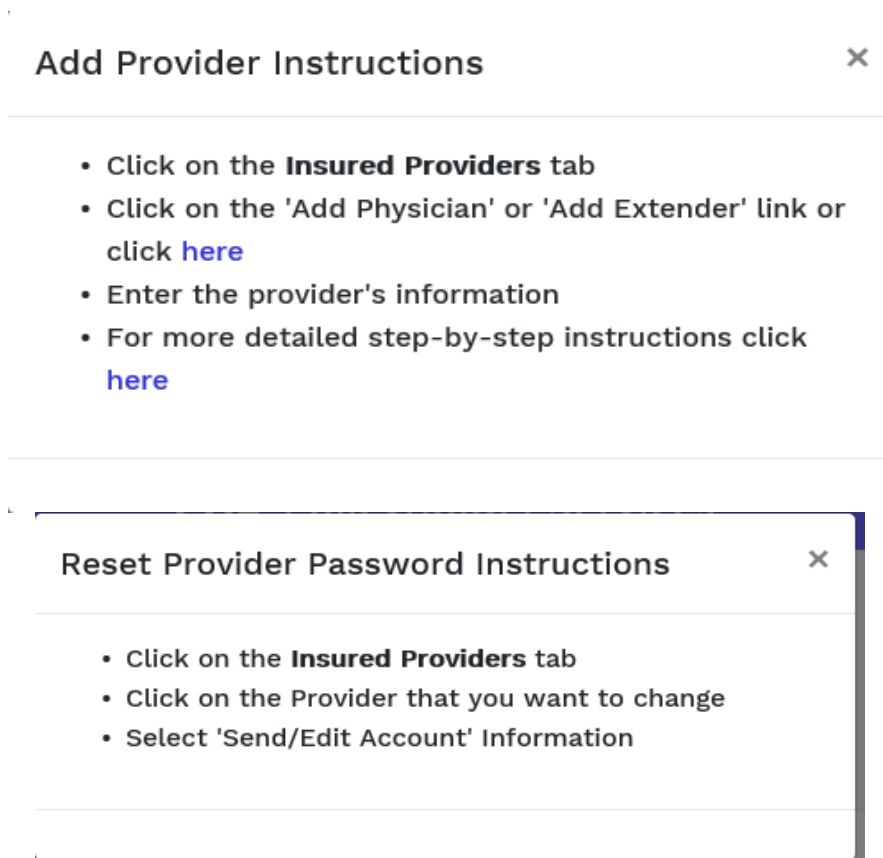 Add Provider Instructions ×
• Click on the Insured Providers tab
• Click on the 'Add Physician' or 'Add Extender' link or
click here
• Enter the provider's information
• For more detailed step-by-step instructions click
here
Reset Provider Password Instructions ×
• Click on the Insured Providers tab
• Click on the Provider that you want to change
• Select 'Send/Edit Account' Information